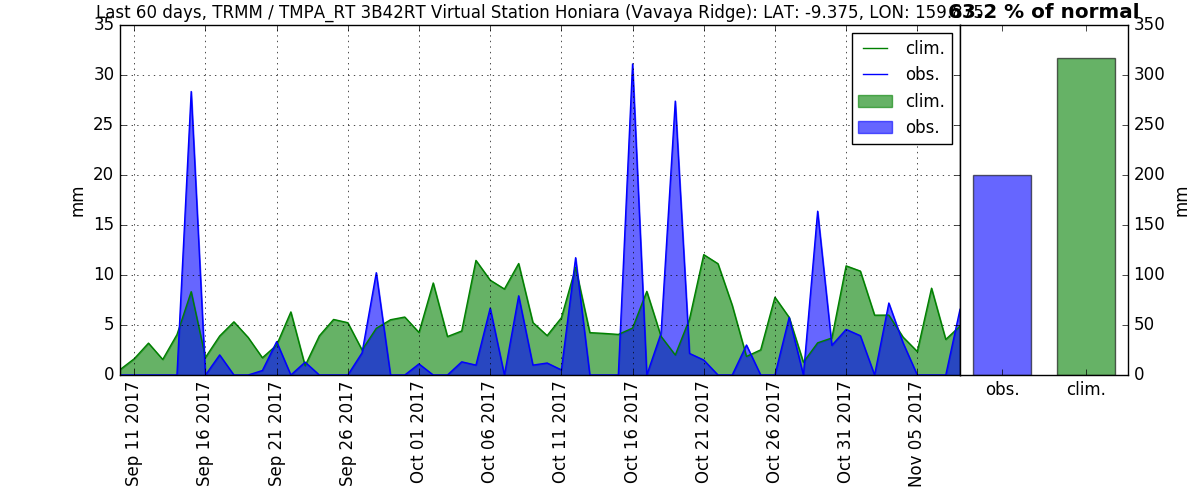 Last 60 days, TRMM / TMPA_RT 3B42RT Virtual Station Honiara (Vavaya Ridge): LAT: -9.375, LON:
63.2 % of normal
35
30
25
20
15
10
5
0
mm
clim.
obs.
clim.
obs.
350
300
250
200
150
100
50
0
mm
obs.
clim.
Sep 11 2017
Sep 16 2017
Sep 21 2017
Sep 26 2017
Oct 01 2017
Oct 06 2017
Oct 11 2017
Oct 16 2017
Oct 21 2017
Oct 26 2017
Oct 31 2017
Nov 05 2017